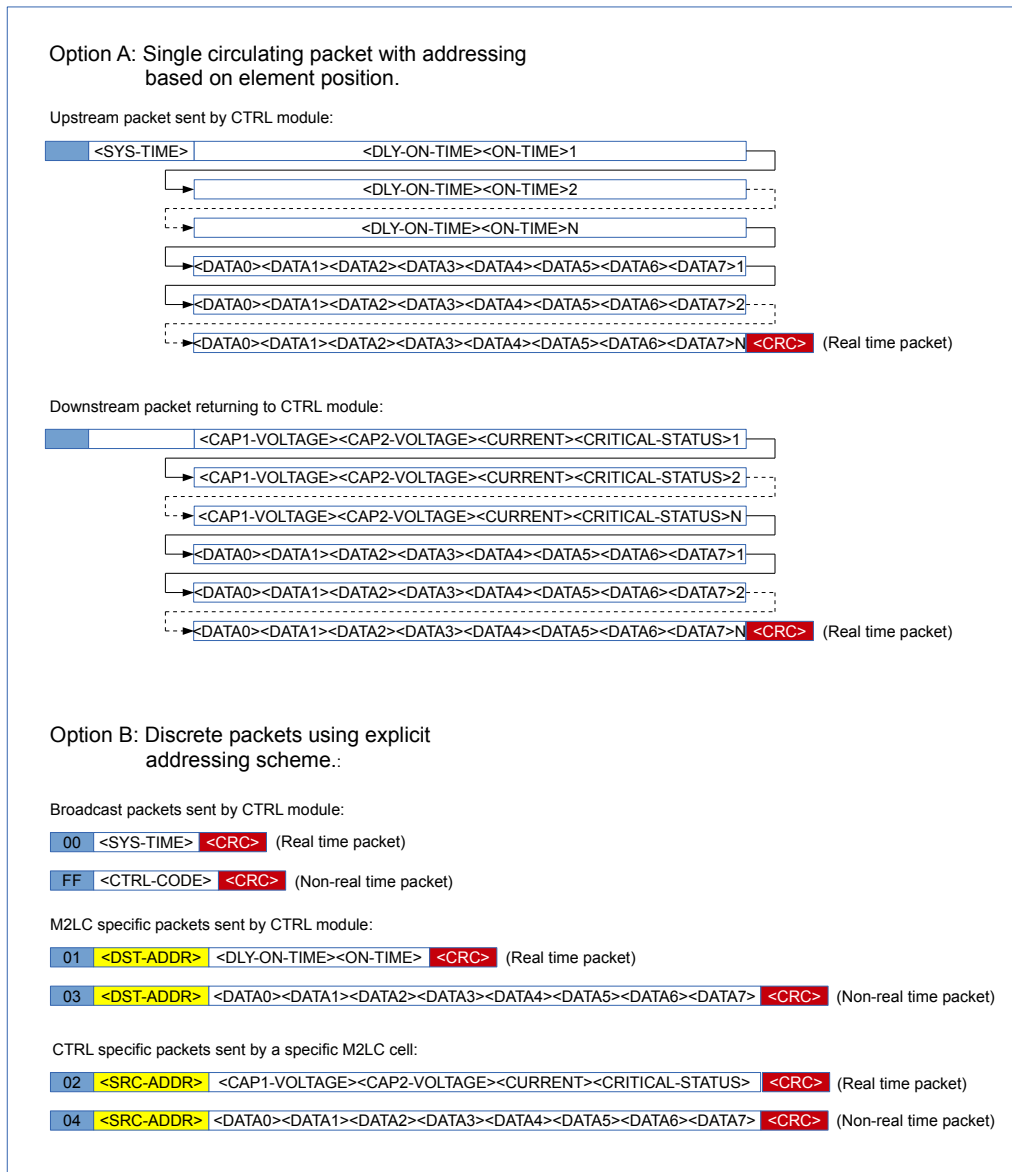 Option A: Single circulating packet with addressing
based on element position.
Upstream packet sent by CTRL module:
<SYS-TIME> <DLY-ON-TIME><ON-TIME>1
<DLY-ON-TIME><ON-TIME>2
<DLY-ON-TIME><ON-TIME>N
<DATA0><DATA1><DATA2><DATA3><DATA4><DATA5><DATA6><DATA7>1
<DATA0><DATA1><DATA2><DATA3><DATA4><DATA5><DATA6><DATA7>2
<DATA0><DATA1><DATA2><DATA3><DATA4><DATA5><DATA6><DATA7>N <CRC> (Real time packet)
Downstream packet returning to CTRL module:
<CAP1-VOLTAGE><CAP2-VOLTAGE><CURRENT><CRITICAL-STATUS>1
<CAP1-VOLTAGE><CAP2-VOLTAGE><CURRENT><CRITICAL-STATUS>2
<CAP1-VOLTAGE><CAP2-VOLTAGE><CURRENT><CRITICAL-STATUS>N
<DATA0><DATA1><DATA2><DATA3><DATA4><DATA5><DATA6><DATA7>1
<DATA0><DATA1><DATA2><DATA3><DATA4><DATA5><DATA6><DATA7>2
<DATA0><DATA1><DATA2><DATA3><DATA4><DATA5><DATA6><DATA7>N <CRC> (Real time packet)
Option B: Discrete packets using explicit
addressing scheme.:
Broadcast packets sent by CTRL module:
00 <SYS-TIME> <CRC> (Real time packet)
FF <CTRL-CODE> <CRC> (Non-real time packet)
M2LC specific packets sent by CTRL module:
01 <DST-ADDR> <DLY-ON-TIME><ON-TIME> <CRC> (Real time packet)
03 <DST-ADDR> <DATA0><DATA1><DATA2><DATA3><DATA4><DATA5><DATA6><DATA7> <CRC> (Non-real time packet)
CTRL specific packets sent by a specific M2LC cell:
02 <SRC-ADDR> <CAP1-VOLTAGE><CAP2-VOLTAGE><CURRENT><CRITICAL-STATUS> <CRC> (Real time packet)
04 <SRC-ADDR> <DATA0><DATA1><DATA2><DATA3><DATA4><DATA5><DATA6><DATA7> <CRC> (Non-real time packet)